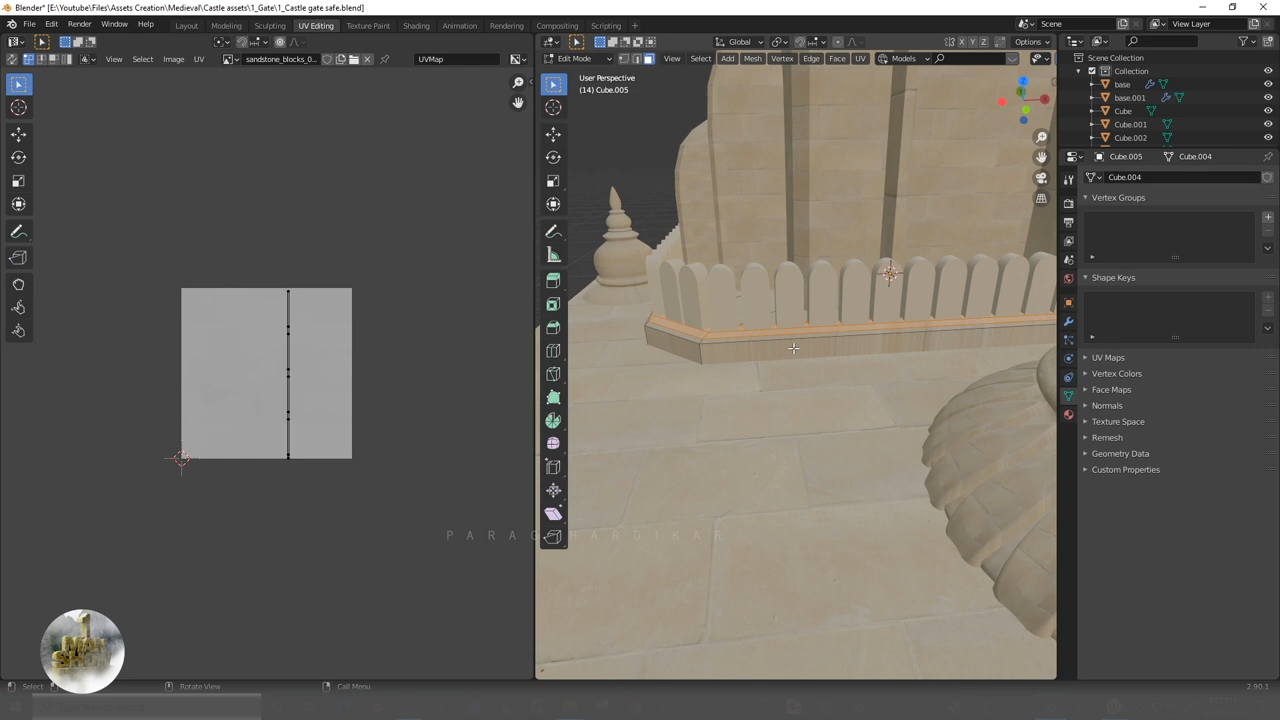 Blender* [E:\Youtube\Files\Assets Creation\Medieval\Castle assets\1_Gate\1_Castle gate safe.blend]
File Edit Render Window Help Layout Modeling Sculpting UV Editing Texture Paint Shading Animation Rendering Compositing Scripting + Scene View Layer
Global Options
View Select Image UV sandstone_blocks_0... UVMap Edit Mode View Select Add Mesh Vertex Edge Face UV Models
Scene Collection
Collection
base
base.001
Cube
Cube.001
Cube.002
User Perspective
(14) Cube.005
Cube.005 Cube.004
Cube.004
Vertex Groups
Shape Keys
UV Maps
Vertex Colors
Face Maps
Normals
Texture Space
Remesh
Geometry Data
Custom Properties
1
MAN
SHOW
Select Rotate View Call Menu 2.90.1